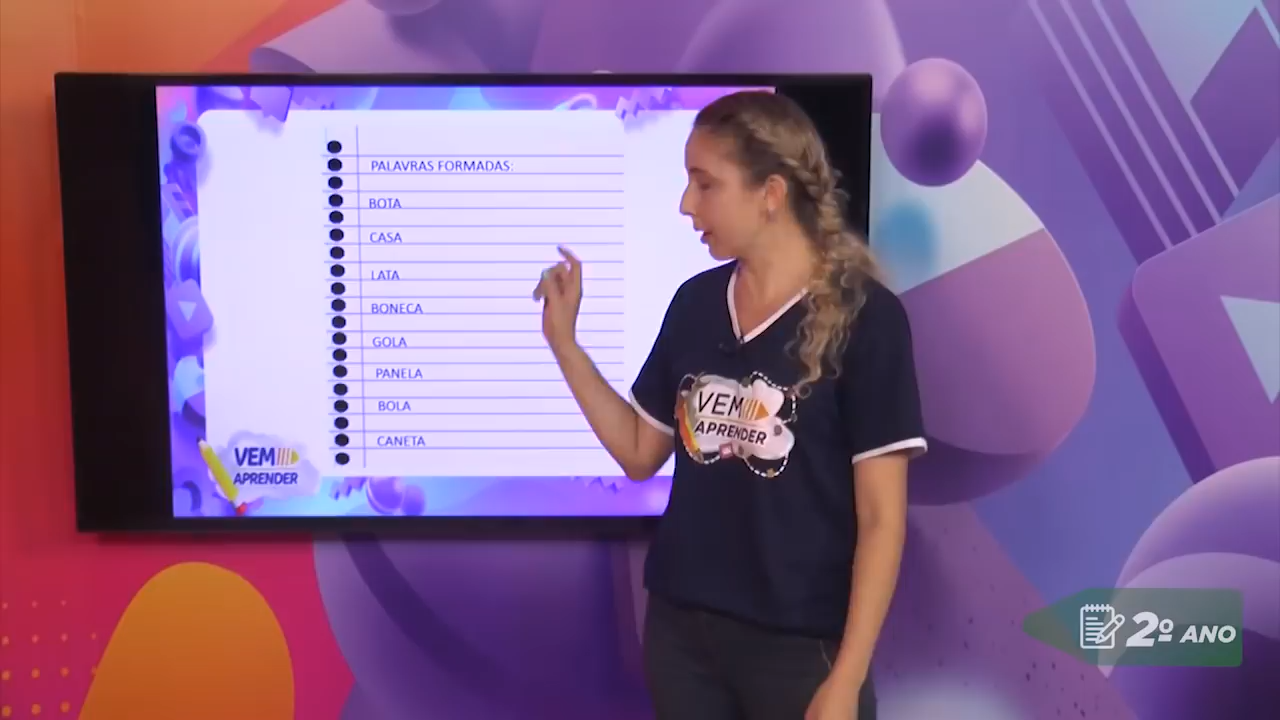 PALAVRAS FORMADAS:
BOTA
CASA
LATA
BONECA
GOLA
PANELA
BOLA
CANETA
VEM
APRENDER
VEM
APRENDER
2º ANO